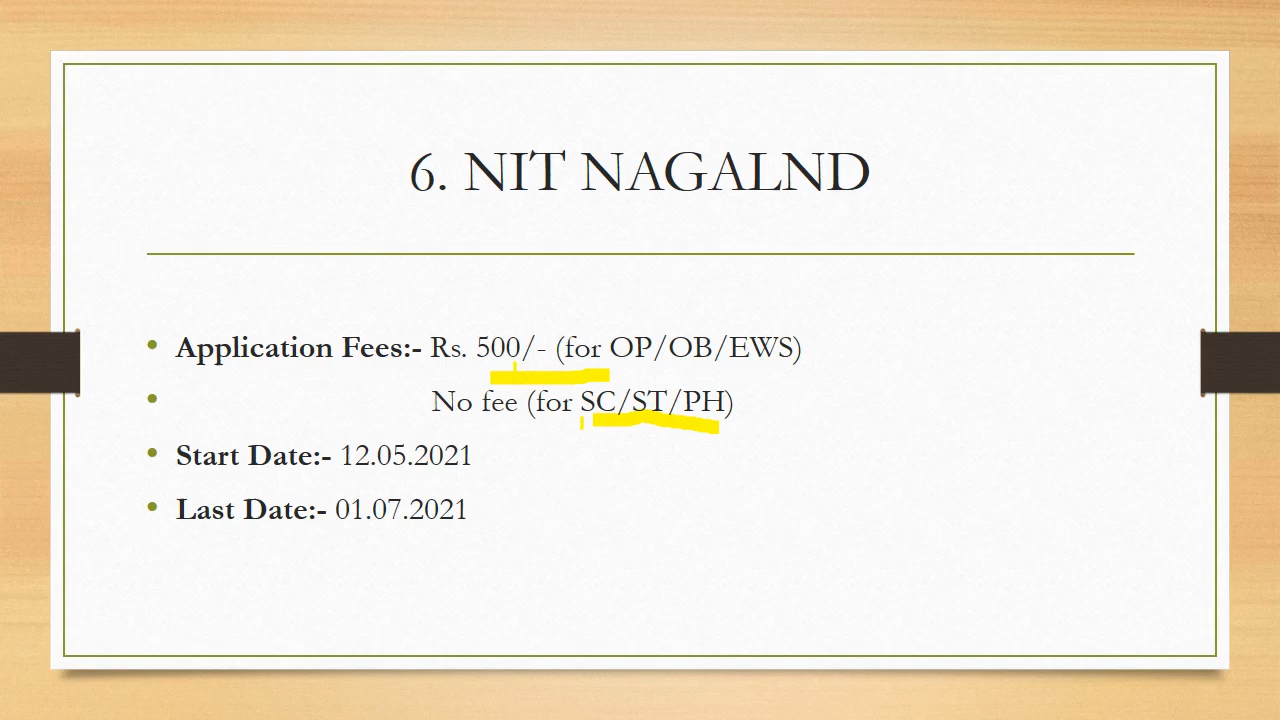 6. NIT NAGALND
• Application Fees:- Rs. 500/- (for OP/OB/EWS)
• No fee (for SC/ST/PH)
• Start Date:- 12.05.2021
• Last Date:- 01.07.2021